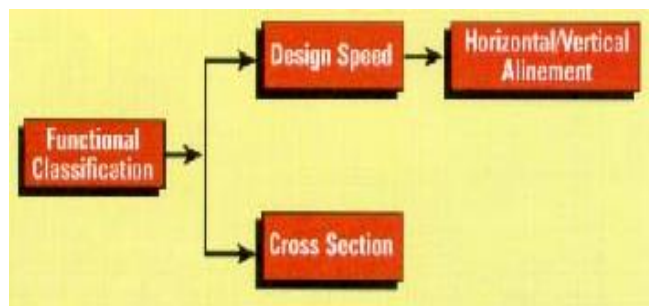 Design Speed
Horizontal/Vertical
Alinement
Functional
Classification
Cross Section